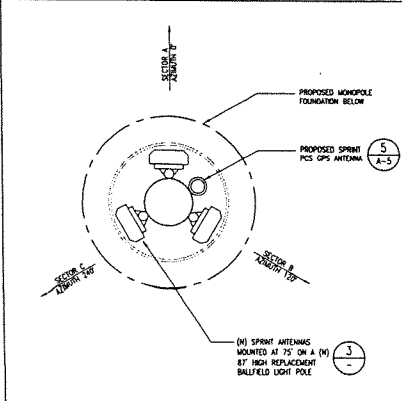 SECTOR A
AZIMUTH 0°
PROPOSED MONOPOLE
FOUNDATION BELOW
PROPOSED SPRINT
PCS GPS ANTENNA
5
A-5
SECTOR C
AZIMUTH 240°
SECTOR B
AZIMUTH 120°
(N) SPRINT ANTENNAS
MOUNTED AT 75' ON A (N)
87' HIGH REPLACEMENT
BALLFIELD LIGHT POLE
3
-